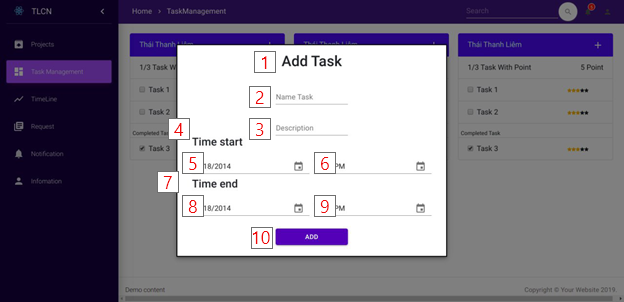 TLCN
Home > TaskManagement
Search
Projects
Task Management
TimeLine
Request
Notification
Infomation
Thái Thanh Liêm +
1/3 Task With
Task 1
Task 2
Completed Task
Task 3
Thái Thanh Liêm +
Thái Thanh Liêm +
1/3 Task With Point 5 Point
Task 1
Task 2
Completed Task
Task 3
1 Add Task
2 Name Task
3 Description
4 Time start
5 18/2014
6 PM
7 Time end
8 18/2014
9 PM
10 ADD
Demo content
Copyright © Your Website 2019.